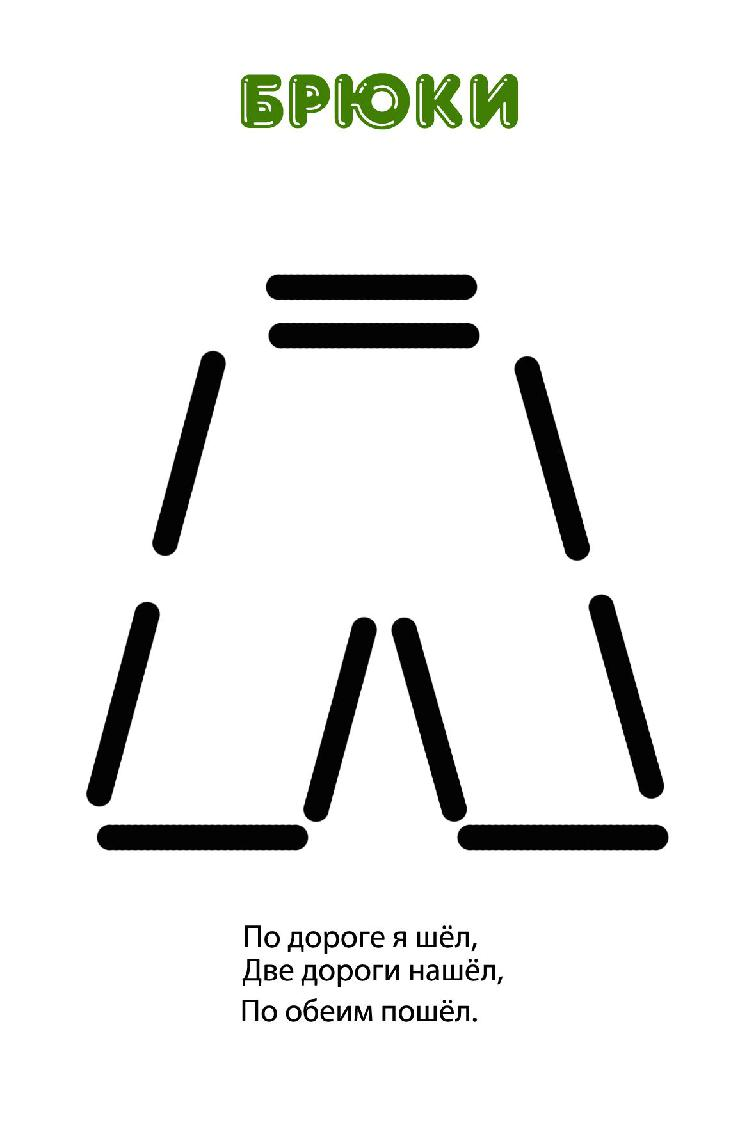 БРЮКИ
По дороге я шёл,
Две дороги нашёл,
По обеим пошёл.